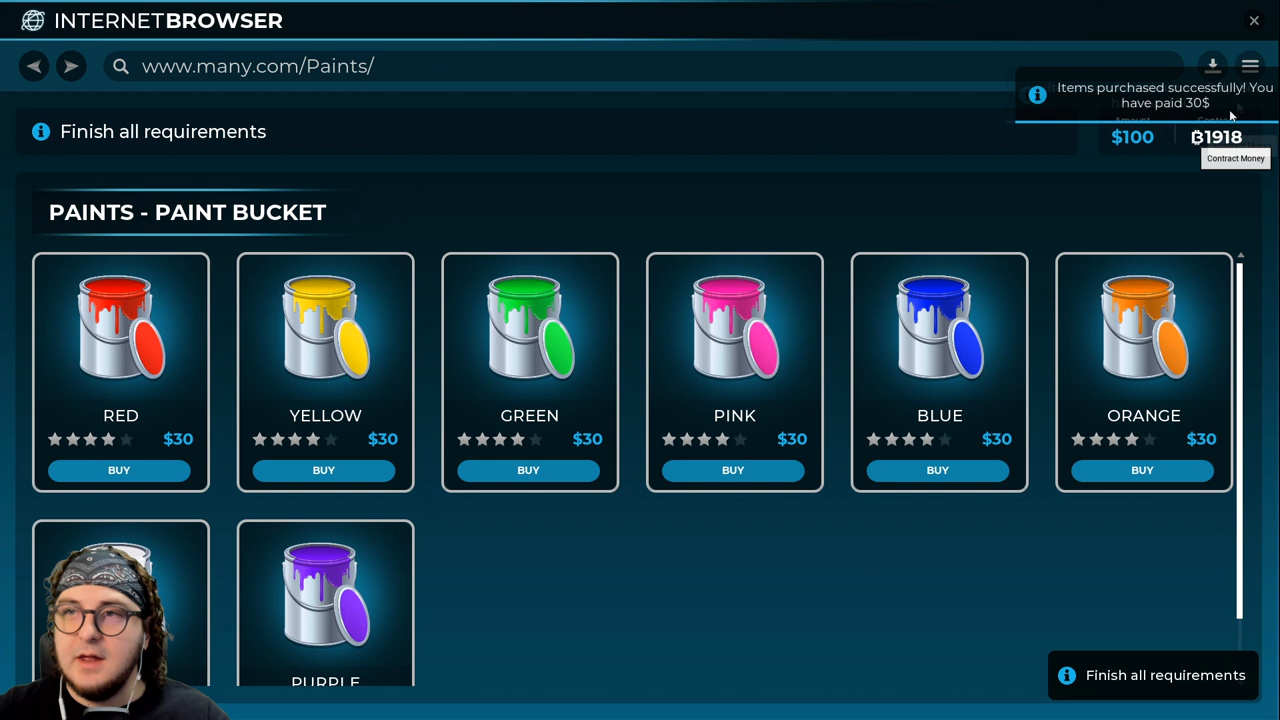 INTERNETBROWSER
www.many.com/Paints/
Items purchased successfully! You
have paid 30$
Finish all requirements
Amount
$100
₿1918
Contract Money
PAINTS - PAINT BUCKET
RED
$30
BUY
YELLOW
$30
BUY
GREEN
$30
BUY
PINK
$30
BUY
BLUE
$30
BUY
ORANGE
$30
BUY
PURPLE
Finish all requirements